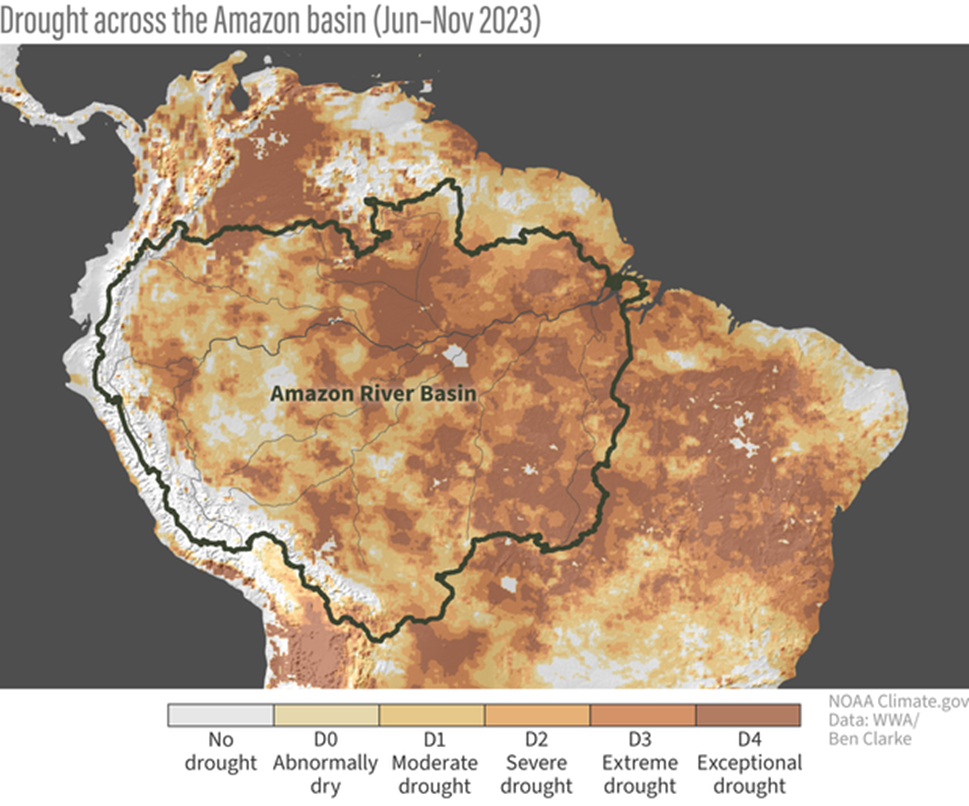 Drought across the Amazon basin (Jun–Nov 2023)
Amazon River Basin
No
drought
D0
Abnormally
dry
D1
Moderate
drought
D2
Severe
drought
D3
Extreme
drought
D4
Exceptional
drought
NOAA Climate.gov
Data: WWA/
Ben Clarke